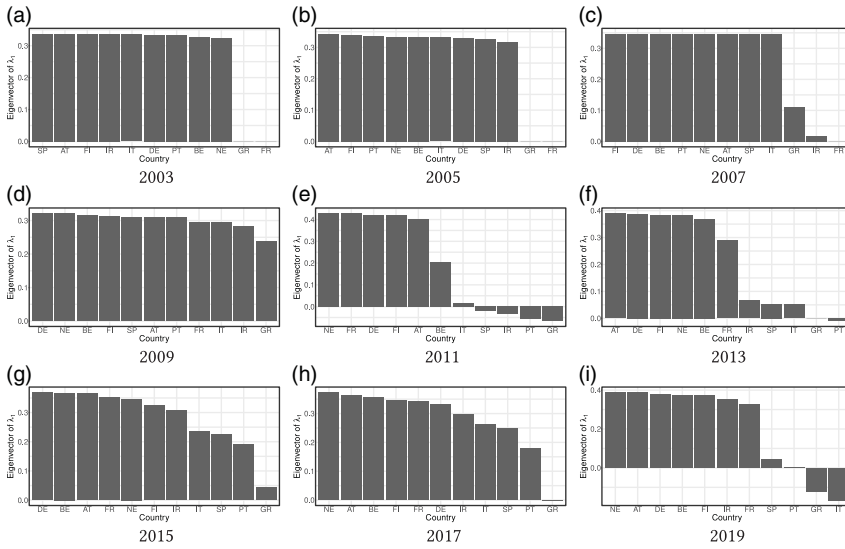 (a)
Eigenvector of λ1
0.3
0.2
0.1
0.0
SP AT FI IR IT DE PT BE NE GR FR
Country
2003
(b)
Eigenvector of λ1
0.3
0.2
0.1
0.0
AT FI PT NE BE IT DE SP IR GR FR
Country
2005
(c)
Eigenvector of λ1
0.3
0.2
0.1
0.0
FI DE BE PT NE AT SP IT GR IR FR
Country
2007
(d)
Eigenvector of λ1
0.3
0.2
0.1
0.0
DE NE BE FI SP AT PT FR IT IR GR
Country
2009
(e)
Eigenvector of λ1
0.4
0.3
0.2
0.1
0.0
NE FR DE FI AT BE IT SP IR PT GR
Country
2011
(f)
Eigenvector of λ1
0.4
0.3
0.2
0.1
0.0
AT DE FI NE BE FR IR SP IT GR PT
Country
2013
(g)
Eigenvector of λ1
0.3
0.2
0.1
0.0
DE BE AT FR NE FI IR IT SP PT GR
Country
2015
(h)
Eigenvector of λ1
0.3
0.2
0.1
0.0
NE AT BE FI FR DE IR IT SP PT GR
Country
2017
(i)
Eigenvector of λ1
0.4
0.2
0.0
NE AT DE BE FI IR FR SP PT GR IT
Country
2019